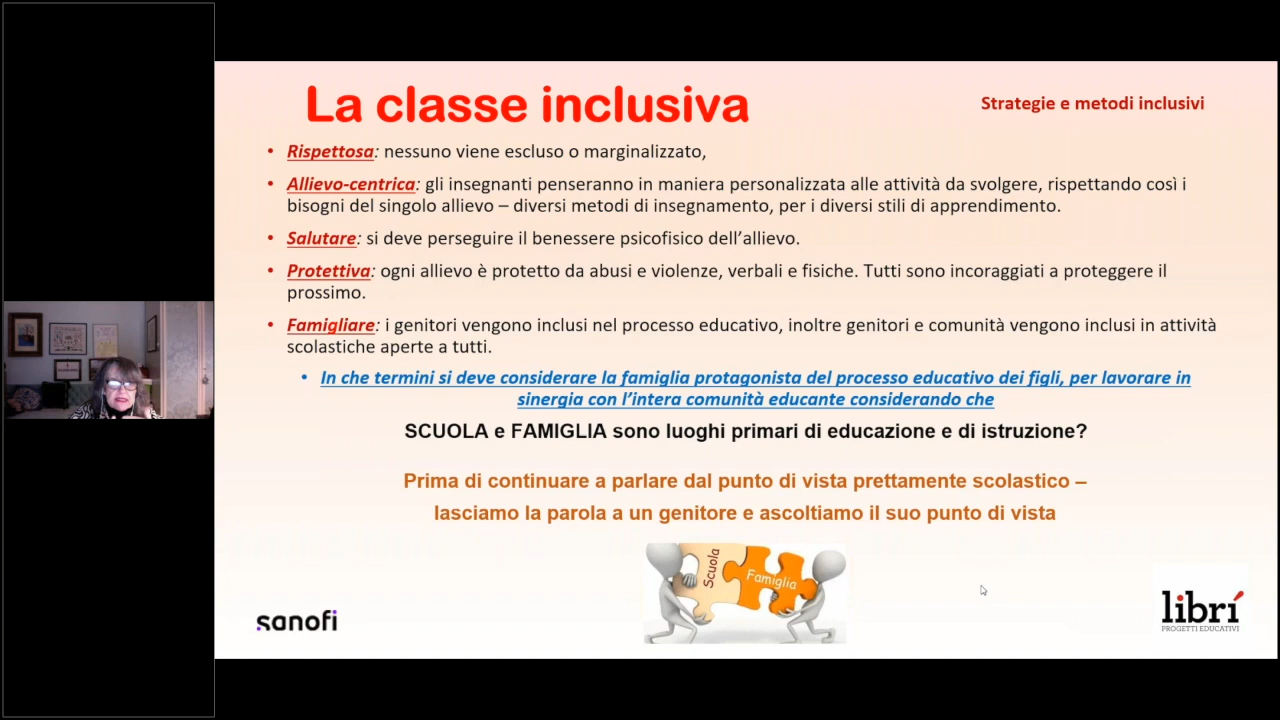 La classe inclusiva
Strategie e metodi inclusivi
• Rispettosa: nessuno viene escluso o marginalizzato,
• Allievo-centrica: gli insegnanti penseranno in maniera personalizzata alle attività da svolgere, rispettando così i
bisogni del singolo allievo – diversi metodi di insegnamento, per i diversi stili di apprendimento.
• Salutare: si deve perseguire il benessere psicofisico dell’allievo.
• Protettiva: ogni allievo è protetto da abusi e violenze, verbali e fisiche. Tutti sono incoraggiati a proteggere il
prossimo.
• Famigliare: i genitori vengono inclusi nel processo educativo, inoltre genitori e comunità vengono inclusi in attività
scolastiche aperte a tutti.
• In che termini si deve considerare la famiglia protagonista del processo educativo dei figli, per lavorare in
sinergia con l’intera comunità educante considerando che
SCUOLA e FAMIGLIA sono luoghi primari di educazione e di istruzione?
Prima di continuare a parlare dal punto di vista prettamente scolastico –
lasciamo la parola a un genitore e ascoltiamo il suo punto di vista
Scuola
Famiglia
sanofi
librí
PROGETTI EDUCATIVI